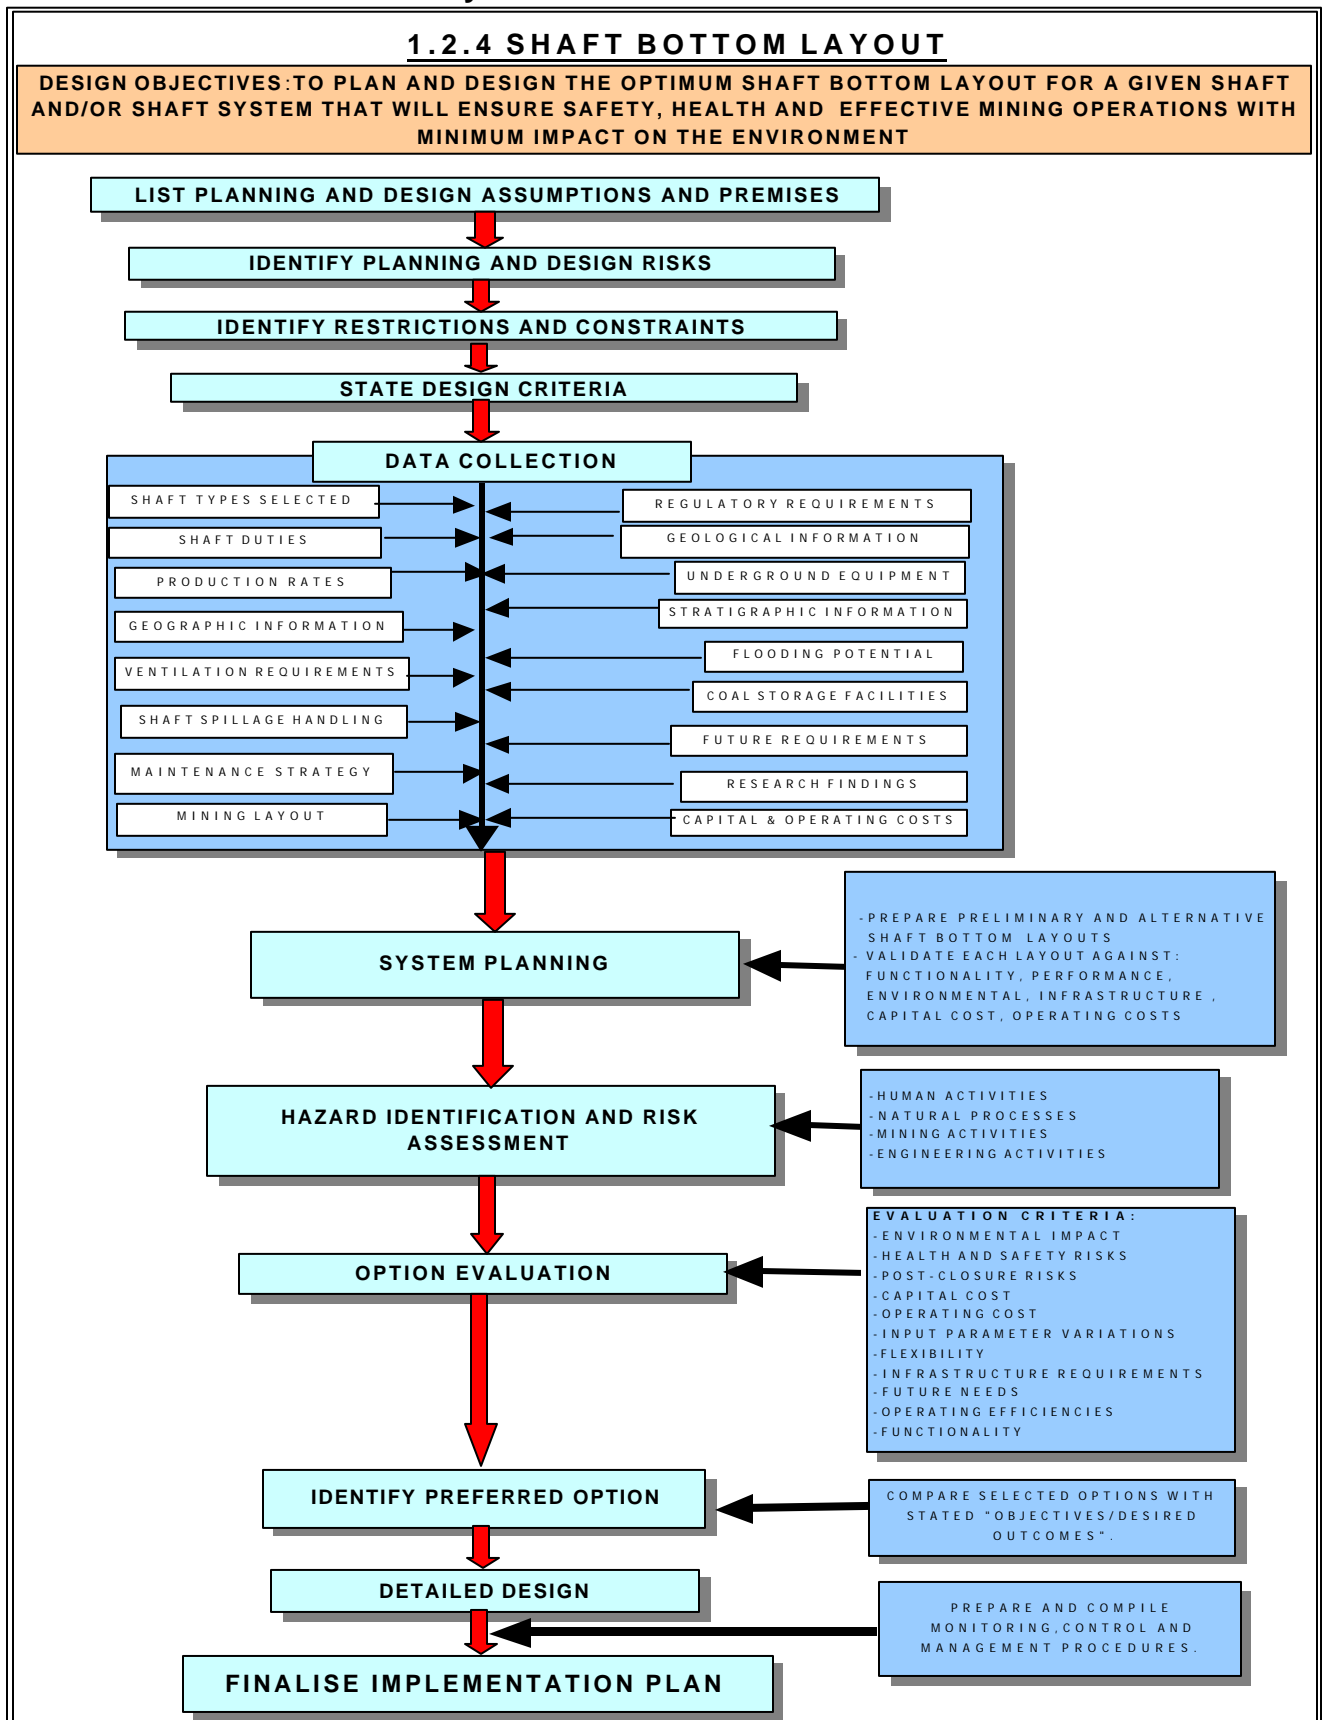 1.2.4 SHAFT BOTTOM LAYOUT
DESIGN OBJECTIVES:TO PLAN AND DESIGN THE OPTIMUM SHAFT BOTTOM LAYOUT FOR A GIVEN SHAFT
AND/OR SHAFT SYSTEM THAT WILL ENSURE SAFETY, HEALTH AND EFFECTIVE MINING OPERATIONS WITH
MINIMUM IMPACT ON THE ENVIRONMENT
LIST PLANNING AND DESIGN ASSUMPTIONS AND PREMISES
IDENTIFY PLANNING AND DESIGN RISKS
IDENTIFY RESTRICTIONS AND CONSTRAINTS
STATE DESIGN CRITERIA
DATA COLLECTION
SHAFT TYPES SELECTED
SHAFT DUTIES
PRODUCTION RATES
GEOGRAPHIC INFORMATION
VENTILATION REQUIREMENTS
SHAFT SPILLAGE HANDLING
MAINTENANCE STRATEGY
MINING LAYOUT
REGULATORY REQUIREMENTS
GEOLOGICAL INFORMATION
UNDERGROUND EQUIPMENT
STRATIGRAPHIC INFORMATION
FLOODING POTENTIAL
COAL STORAGE FACILITIES
FUTURE REQUIREMENTS
RESEARCH FINDINGS
CAPITAL & OPERATING COSTS
SYSTEM PLANNING
-PREPARE PRELIMINARY AND ALTERNATIVE
SHAFT BOTTOM LAYOUTS
- VALIDATE EACH LAYOUT AGAINST:
FUNCTIONALITY, PERFORMANCE,
ENVIRONMENTAL, INFRASTRUCTURE ,
CAPITAL COST, OPERATING COSTS
HAZARD IDENTIFICATION AND RISK
ASSESSMENT
-HUMAN ACTIVITIES
-NATURAL PROCESSES
-MINING ACTIVITIES
-ENGINEERING ACTIVITIES
OPTION EVALUATION
EVALUATION CRITERIA:
-ENVIRONMENTAL IMPACT
-HEALTH AND SAFETY RISKS
-POST-CLOSURE RISKS
-CAPITAL COST
-OPERATING COST
-INPUT PARAMETER VARIATIONS
-FLEXIBILITY
-INFRASTRUCTURE REQUIREMENTS
-FUTURE NEEDS
-OPERATING EFFICIENCIES
-FUNCTIONALITY
IDENTIFY PREFERRED OPTION
COMPARE SELECTED OPTIONS WITH
STATED "OBJECTIVES/DESIRED
OUTCOMES".
DETAILED DESIGN
PREPARE AND COMPILE
MONITORING,CONTROL AND
MANAGEMENT PROCEDURES.
FINALISE IMPLEMENTATION PLAN